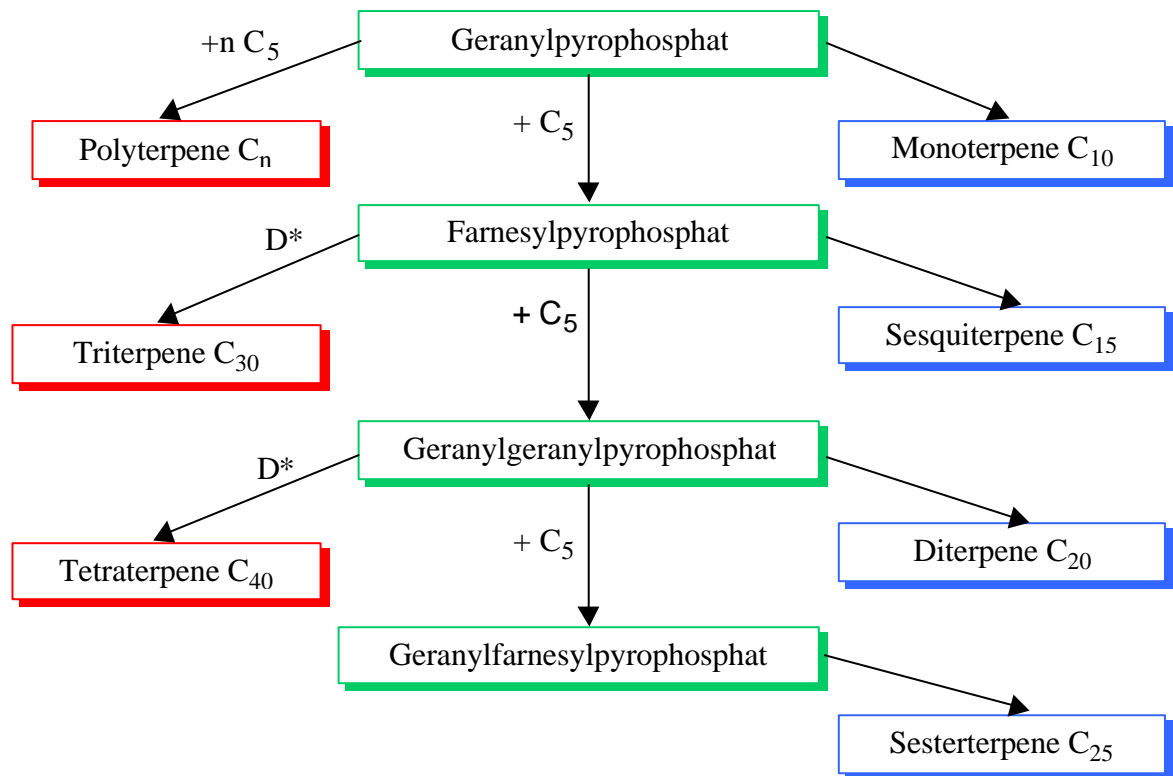 Geranylpyrophosphat
+n C5
+ C5
Polyterpene Cn
Monoterpene C10
Farnesylpyrophosphat
D*
+ C5
Triterpene C30
Sesquiterpene C15
Geranylgeranylpyrophosphat
D*
+ C5
Tetraterpene C40
Diterpene C20
Geranylfarnesylpyrophosphat
Sesterterpene C25